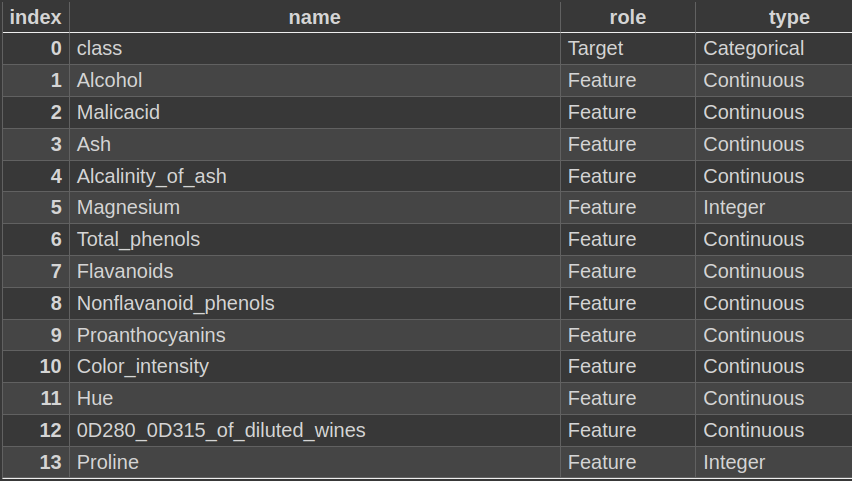 index name role type
0 class Target Categorical
1 Alcohol Feature Continuous
2 Malicacid Feature Continuous
3 Ash Feature Continuous
4 Alcalinity_of_ash Feature Continuous
5 Magnesium Feature Integer
6 Total_phenols Feature Continuous
7 Flavanoids Feature Continuous
8 Nonflavanoid_phenols Feature Continuous
9 Proanthocyanins Feature Continuous
10 Color_intensity Feature Continuous
11 Hue Feature Continuous
12 0D280_0D315_of_diluted_wines Feature Continuous
13 Proline Feature Integer